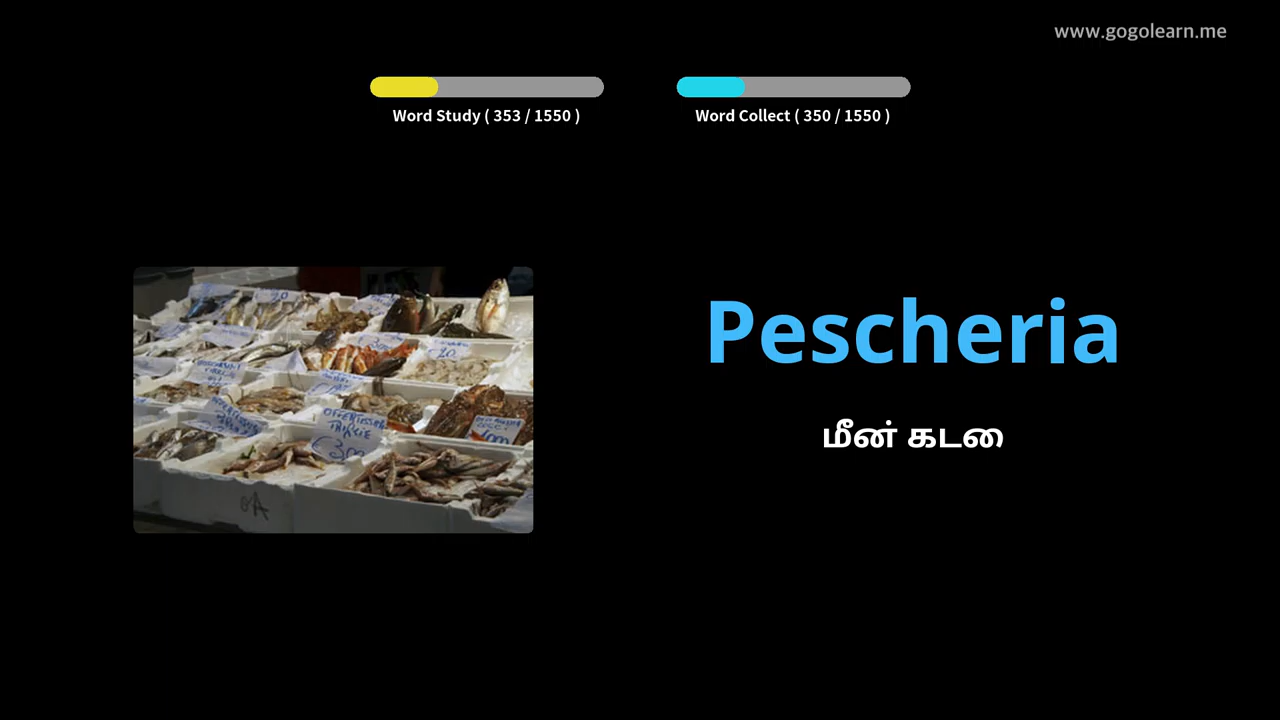 www.gogolearn.me
Word Study ( 353 / 1550 )
Word Collect ( 350 / 1550 )
Pescheria
மீன் கடை